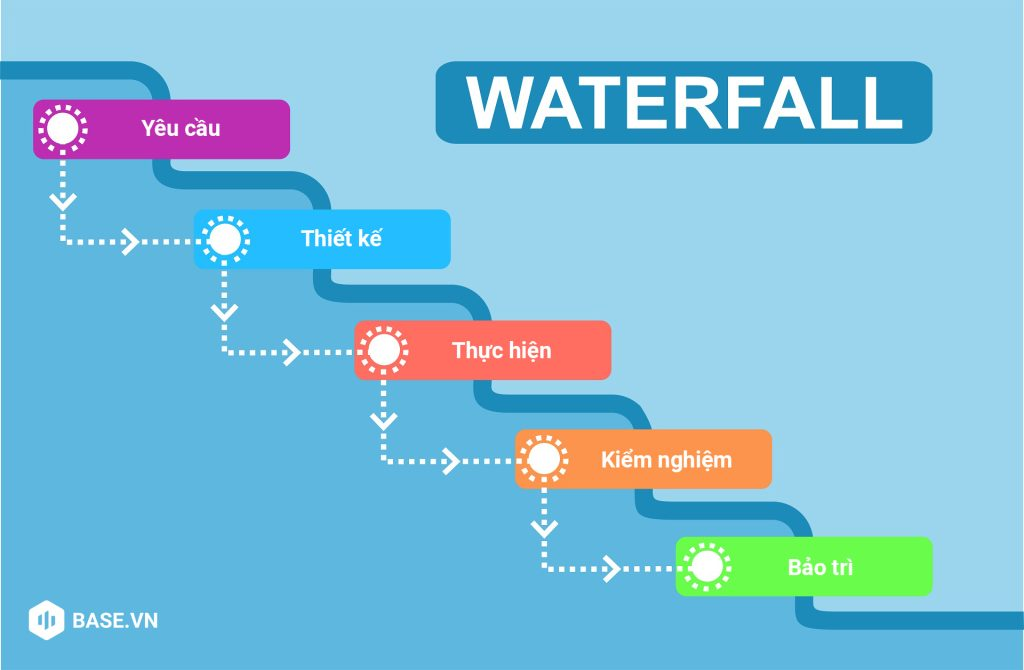 WATERFALL
Yêu cầu
Thiết kế
Thực hiện
Kiểm nghiệm
Bảo trì
BASE.VN